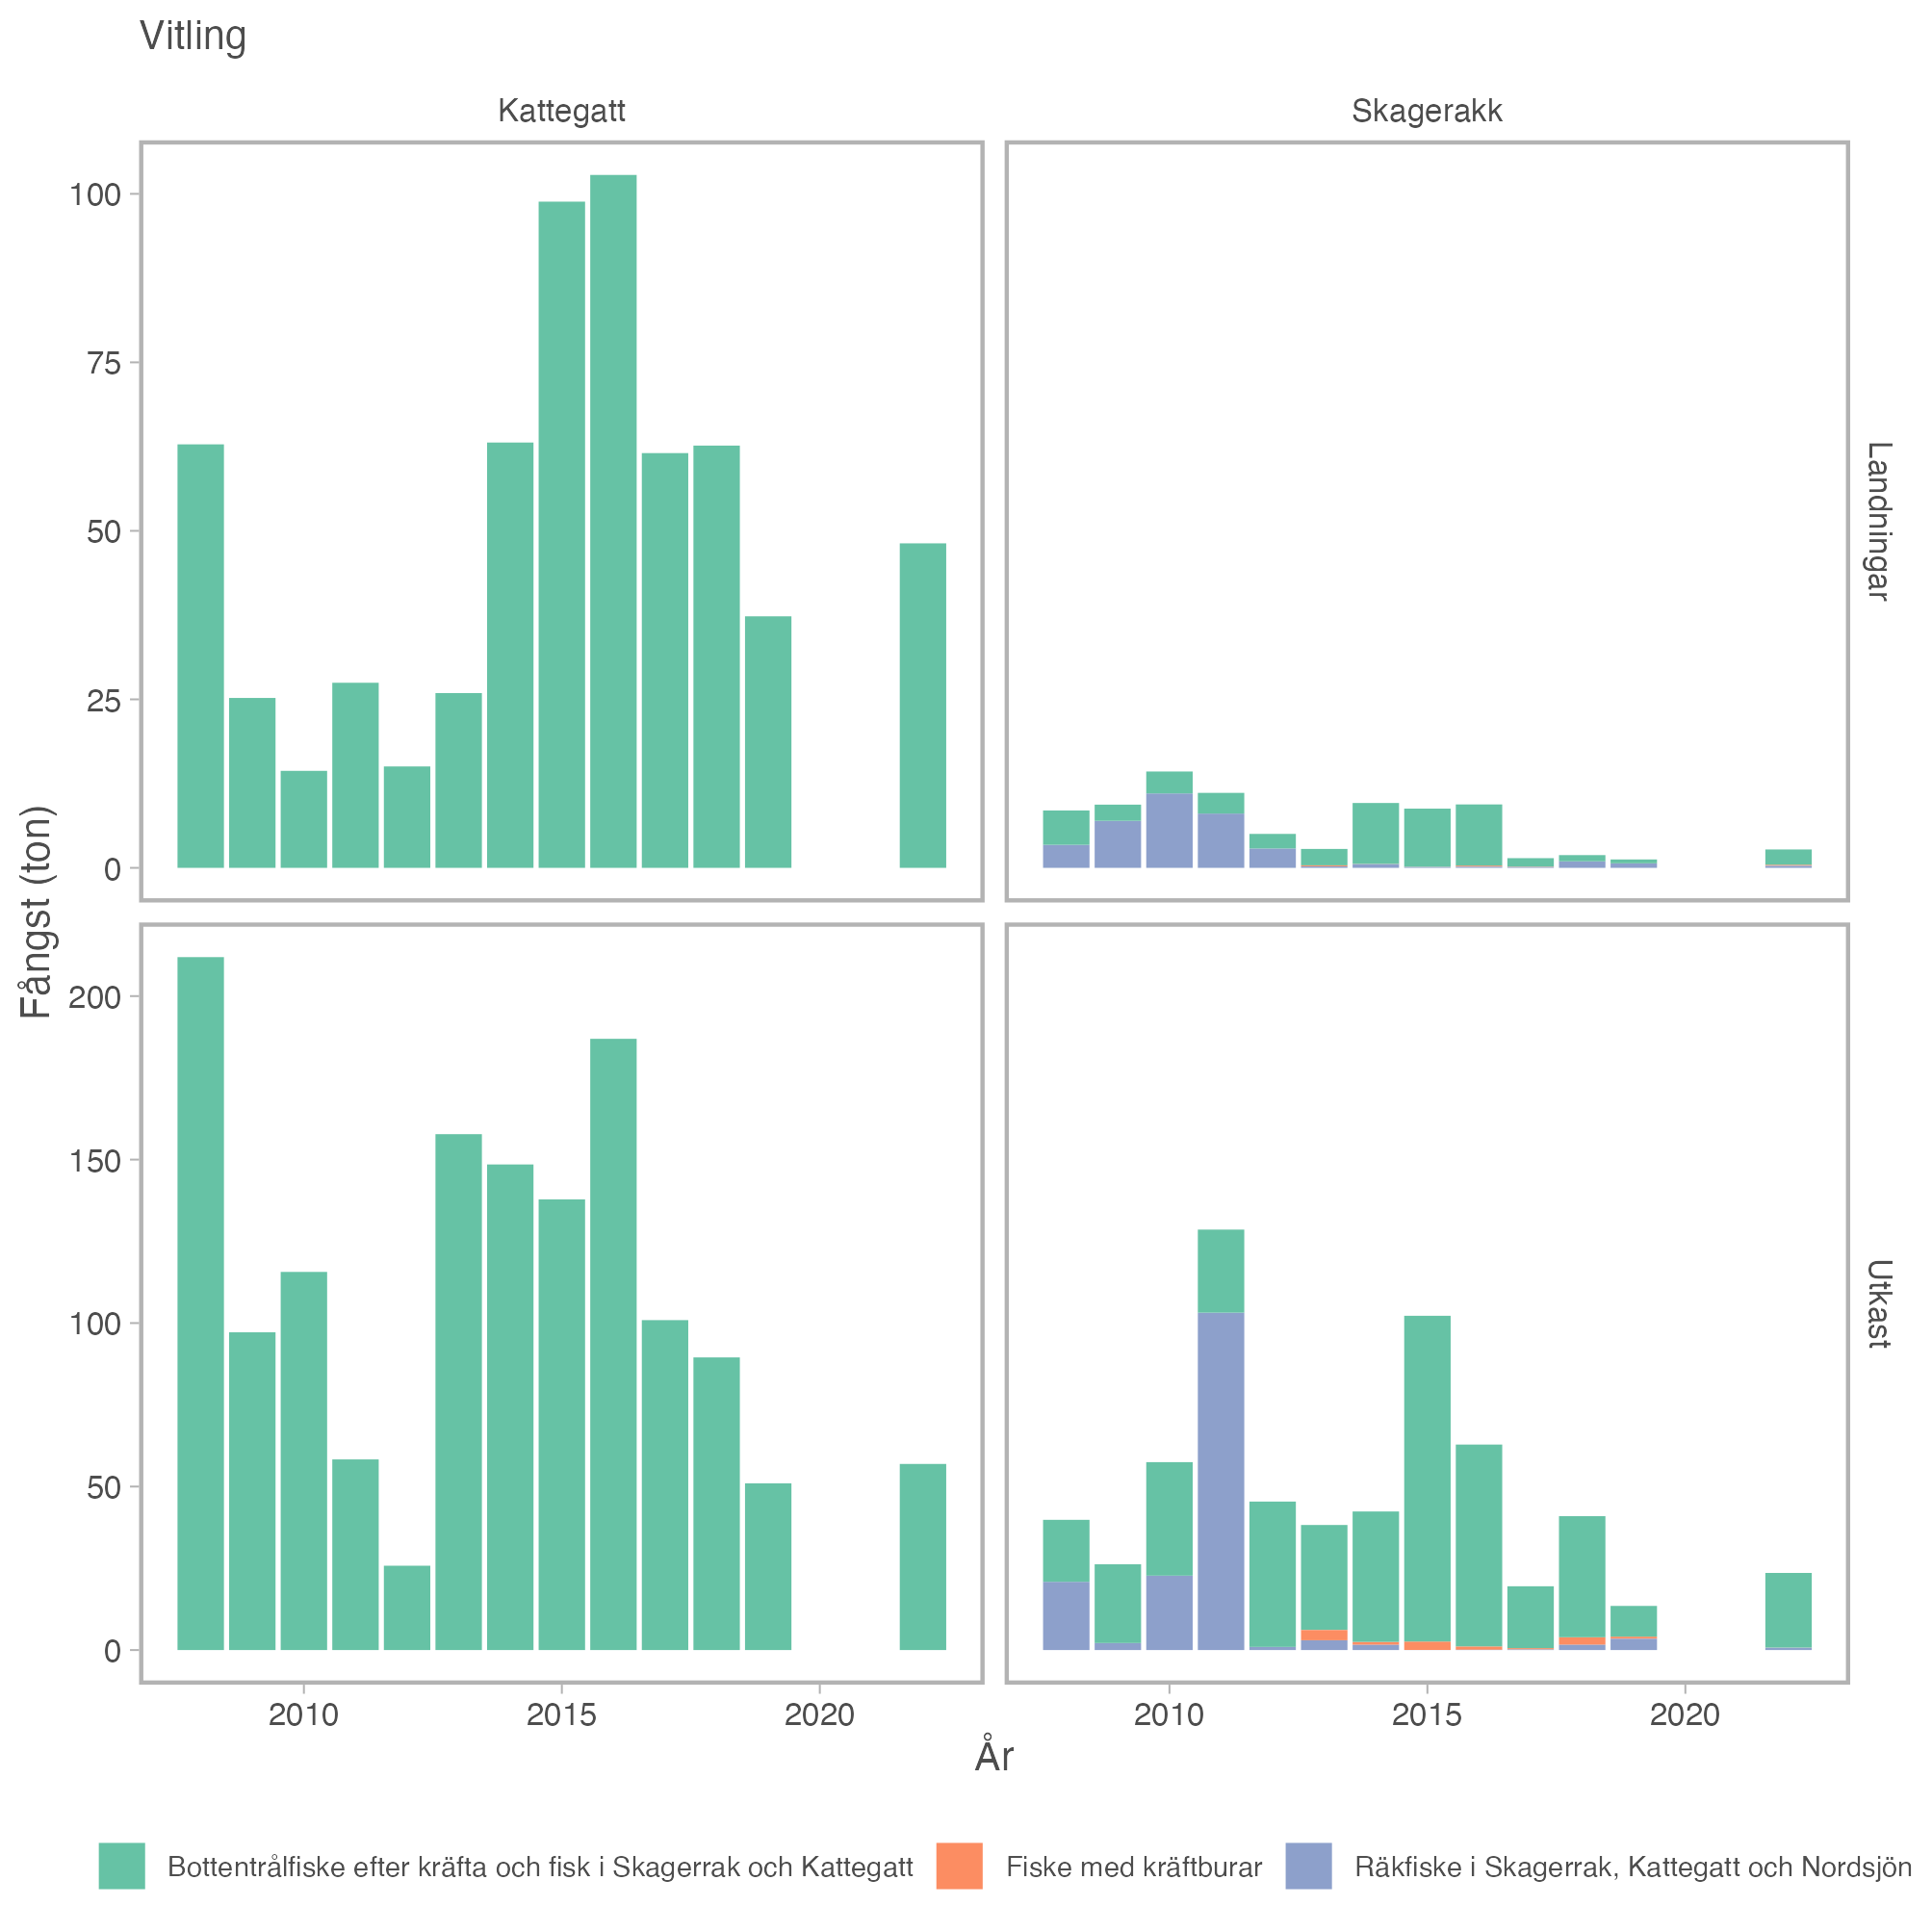 Vitling
Kattegatt
Skagerakk
100
75
50
25
0
Landningar
Fångst (ton)
200
150
100
50
0
Utkast
2010
2015
2020
2010
2015
2020
År
Bottentrålfiske efter kräfta och fisk i Skagerrak och Kattegatt
Fiske med kräftburar
Räkfiske i Skagerrak, Kattegatt och Nordsjön